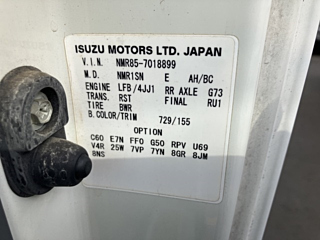 ISUZU MOTORS LTD. JAPAN
V.I.N. NMR85-7018899
M.D. NMR1SN E AH/BC
ENGINE LFB/4JJ1 RR AXLE G73
TRANS. RST FINAL RU1
TIRE BWR
B.COLOR/TRIM 729/155
OPTION
C60 E7N FF0 G50 RPV U69
V4R 25W 7VP 7YN 8GR 8JM
8NS